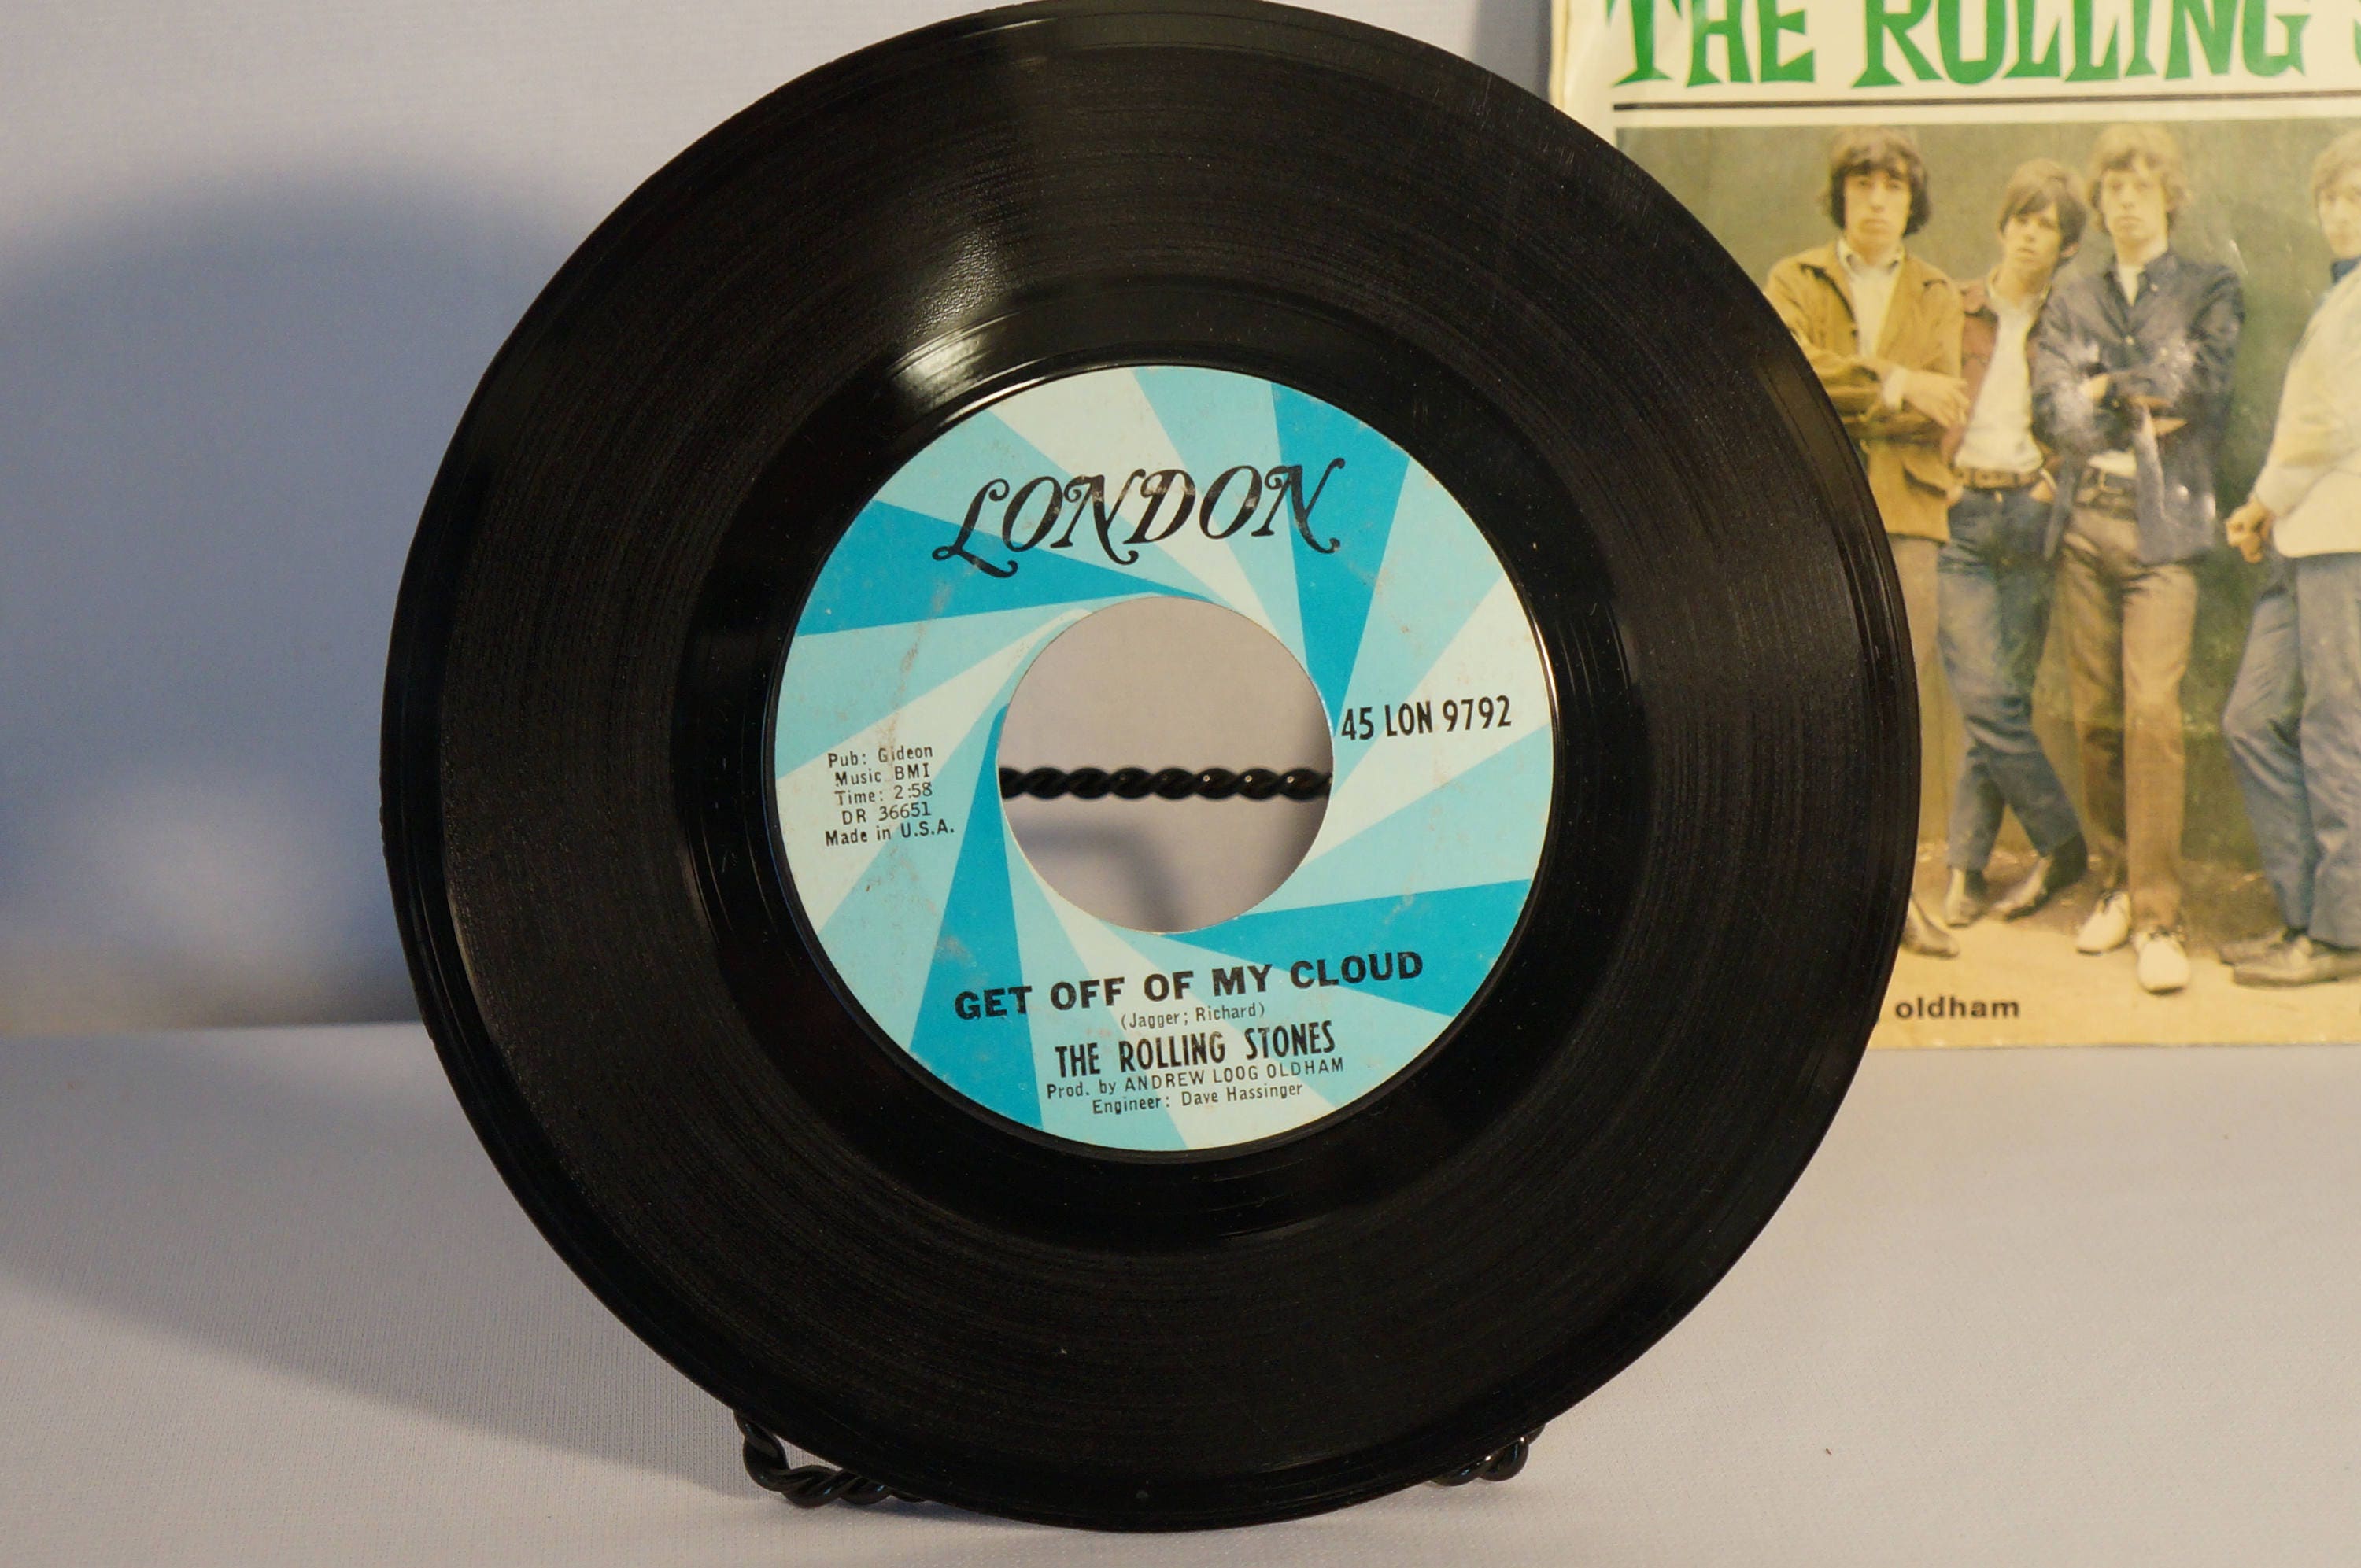 THE ROLLING
LONDON
45 LON 9792
Pub: Gideon
Music BMI
Time: 2:58
DR 36651
Made in U.S.A.
GET OFF OF MY CLOUD
(Jagger; Richard)
THE ROLLING STONES
Prod. by ANDREW LOOG OLDHAM
Engineer: Dave Hassinger
oldham